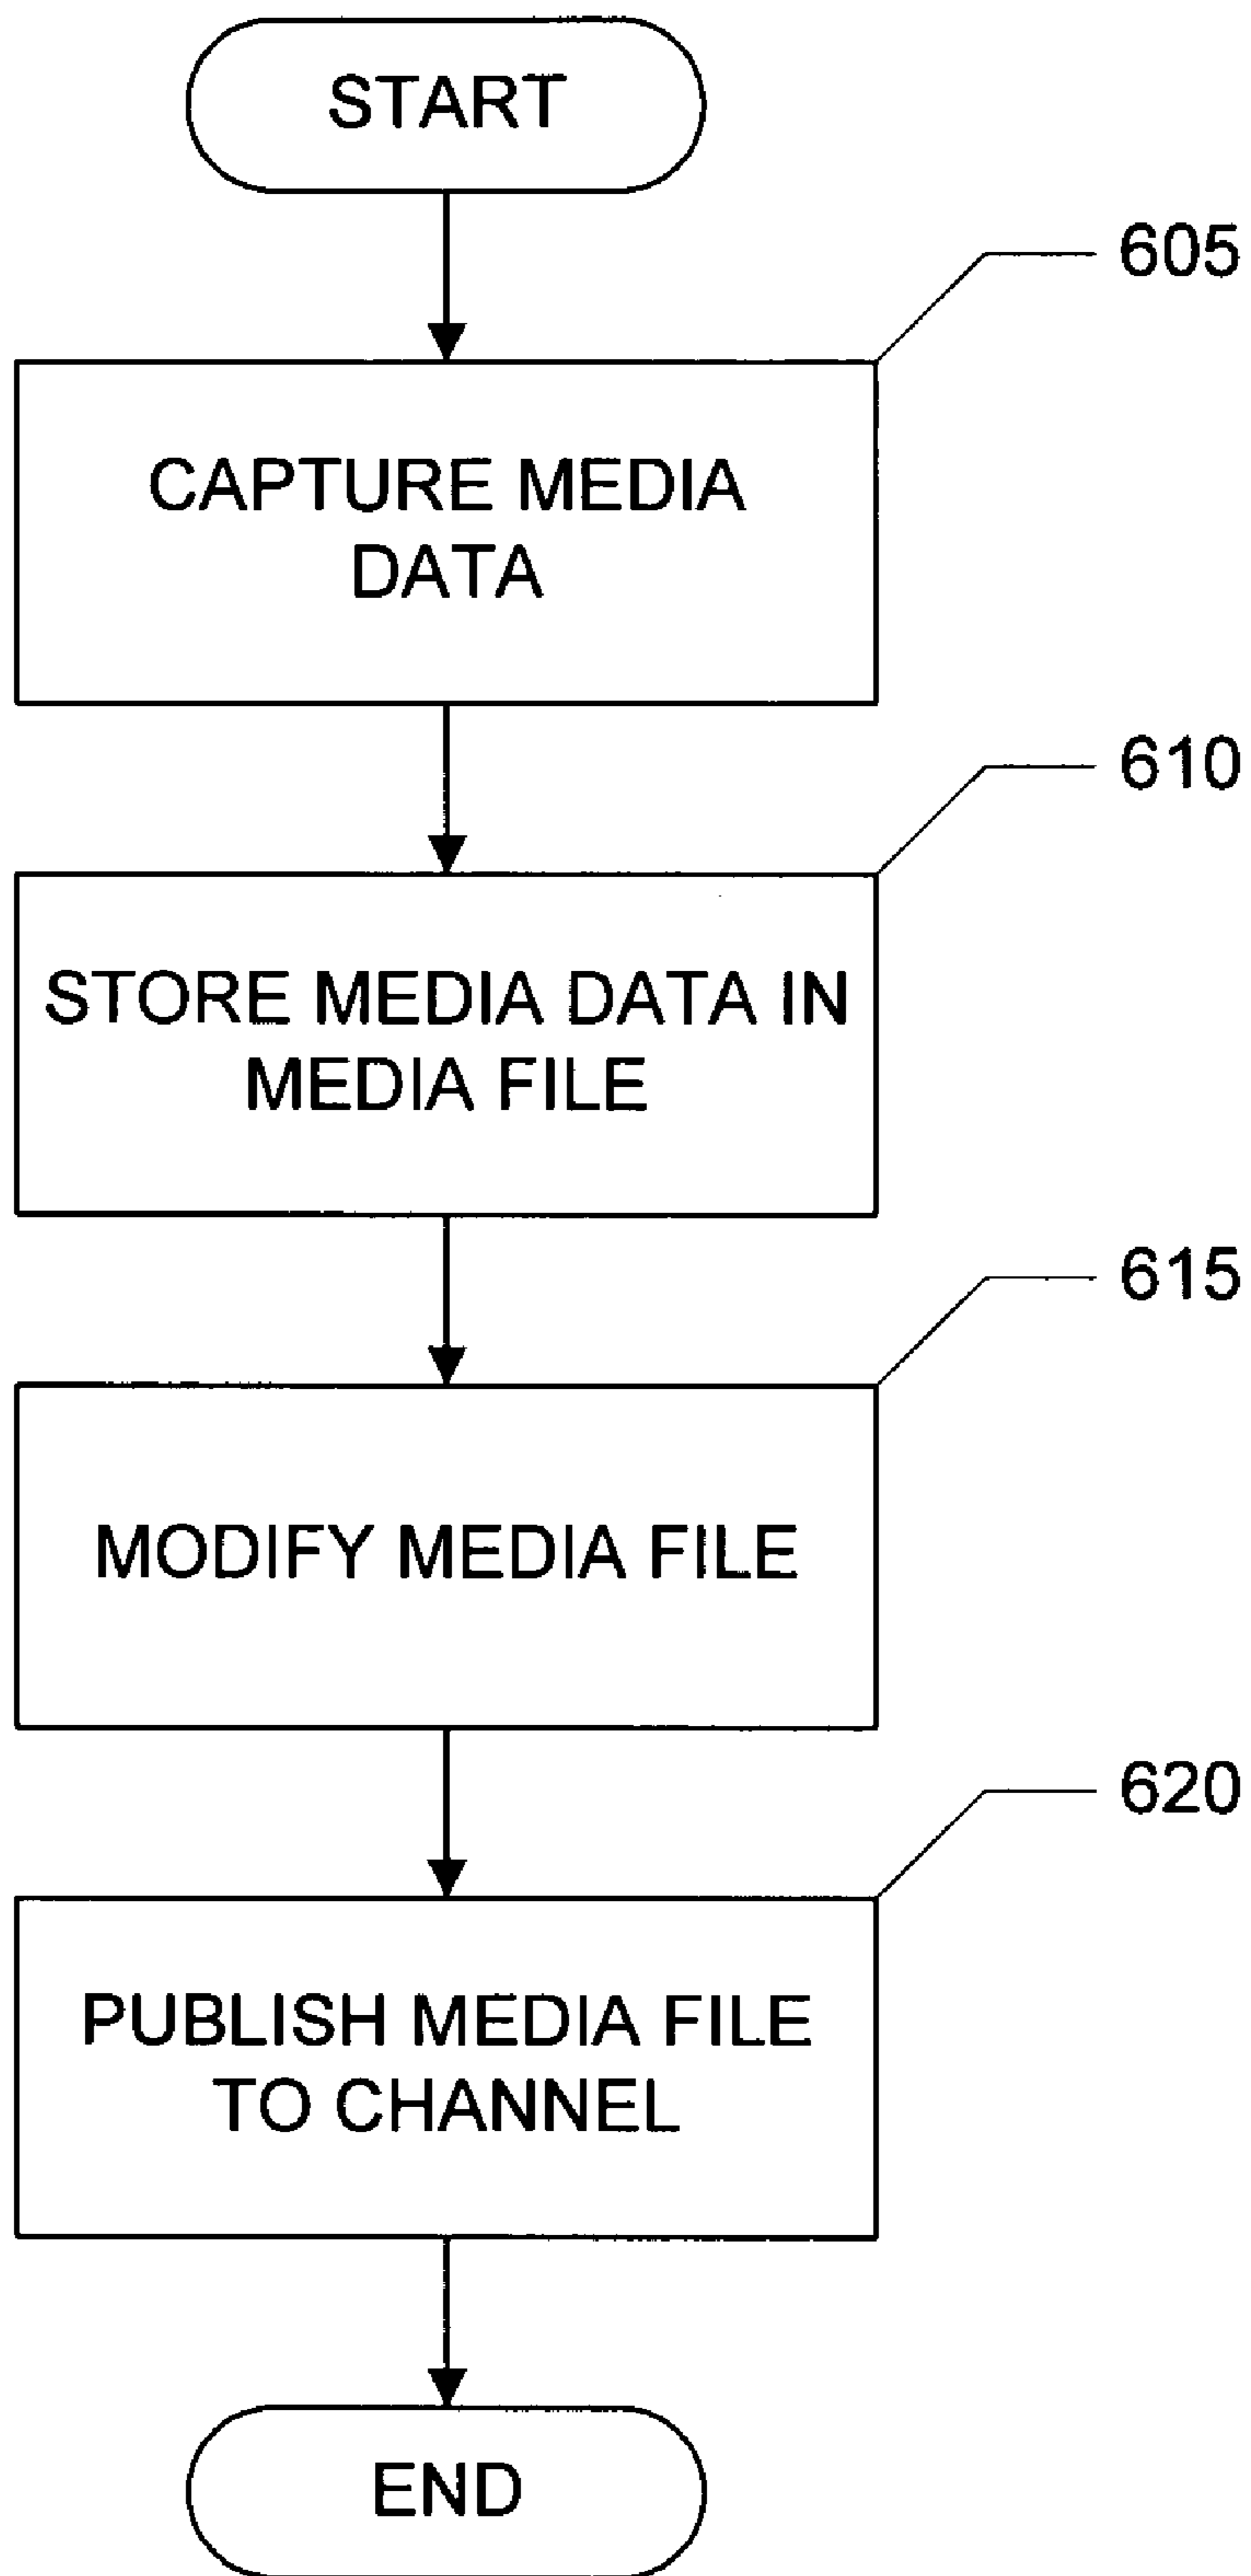 START
605
CAPTURE MEDIA
DATA
610
STORE MEDIA DATA IN
MEDIA FILE
615
MODIFY MEDIA FILE
620
PUBLISH MEDIA FILE
TO CHANNEL
END